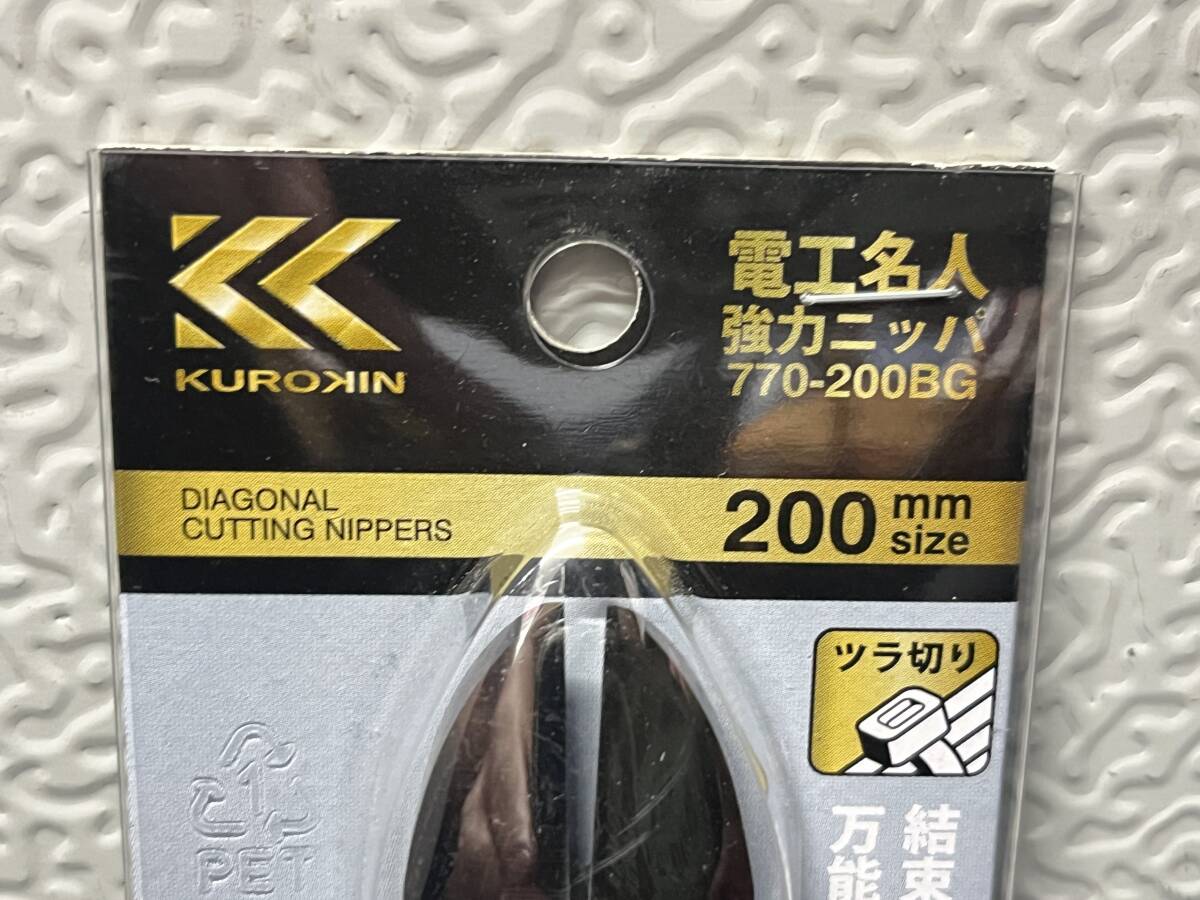 KUROKIN
電工名人
強力ニッパ
770-200BG
DIAGONAL
CUTTING NIPPERS
200 mm
size
ツラ切り
結束
万能
1
PET